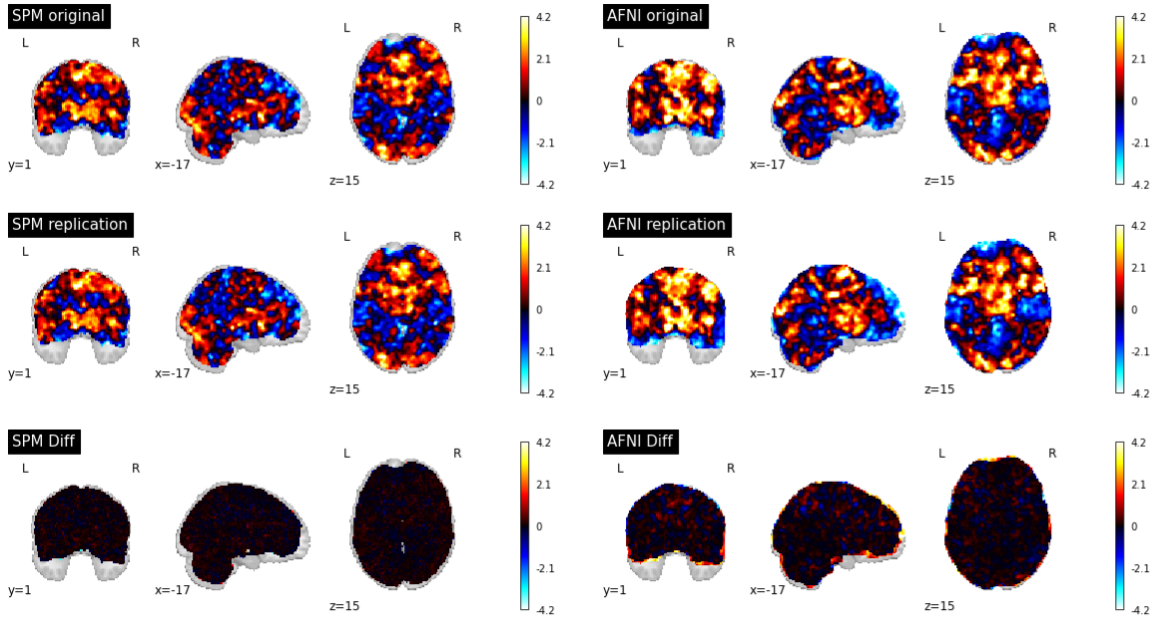 SPM original
L R
L R
4.2
2.1
0
-2.1
-4.2
y=1
x=-17
z=15
AFNI original
L R
L R
4.2
2.1
0
-2.1
-4.2
y=1
x=-17
z=15
SPM replication
L R
L R
4.2
2.1
0
-2.1
-4.2
y=1
x=-17
z=15
AFNI replication
L R
L R
4.2
2.1
0
-2.1
-4.2
y=1
x=-17
z=15
SPM Diff
L R
L R
4.2
2.1
0
-2.1
-4.2
y=1
x=-17
z=15
AFNI Diff
L R
L R
4.2
2.1
0
-2.1
-4.2
y=1
x=-17
z=15